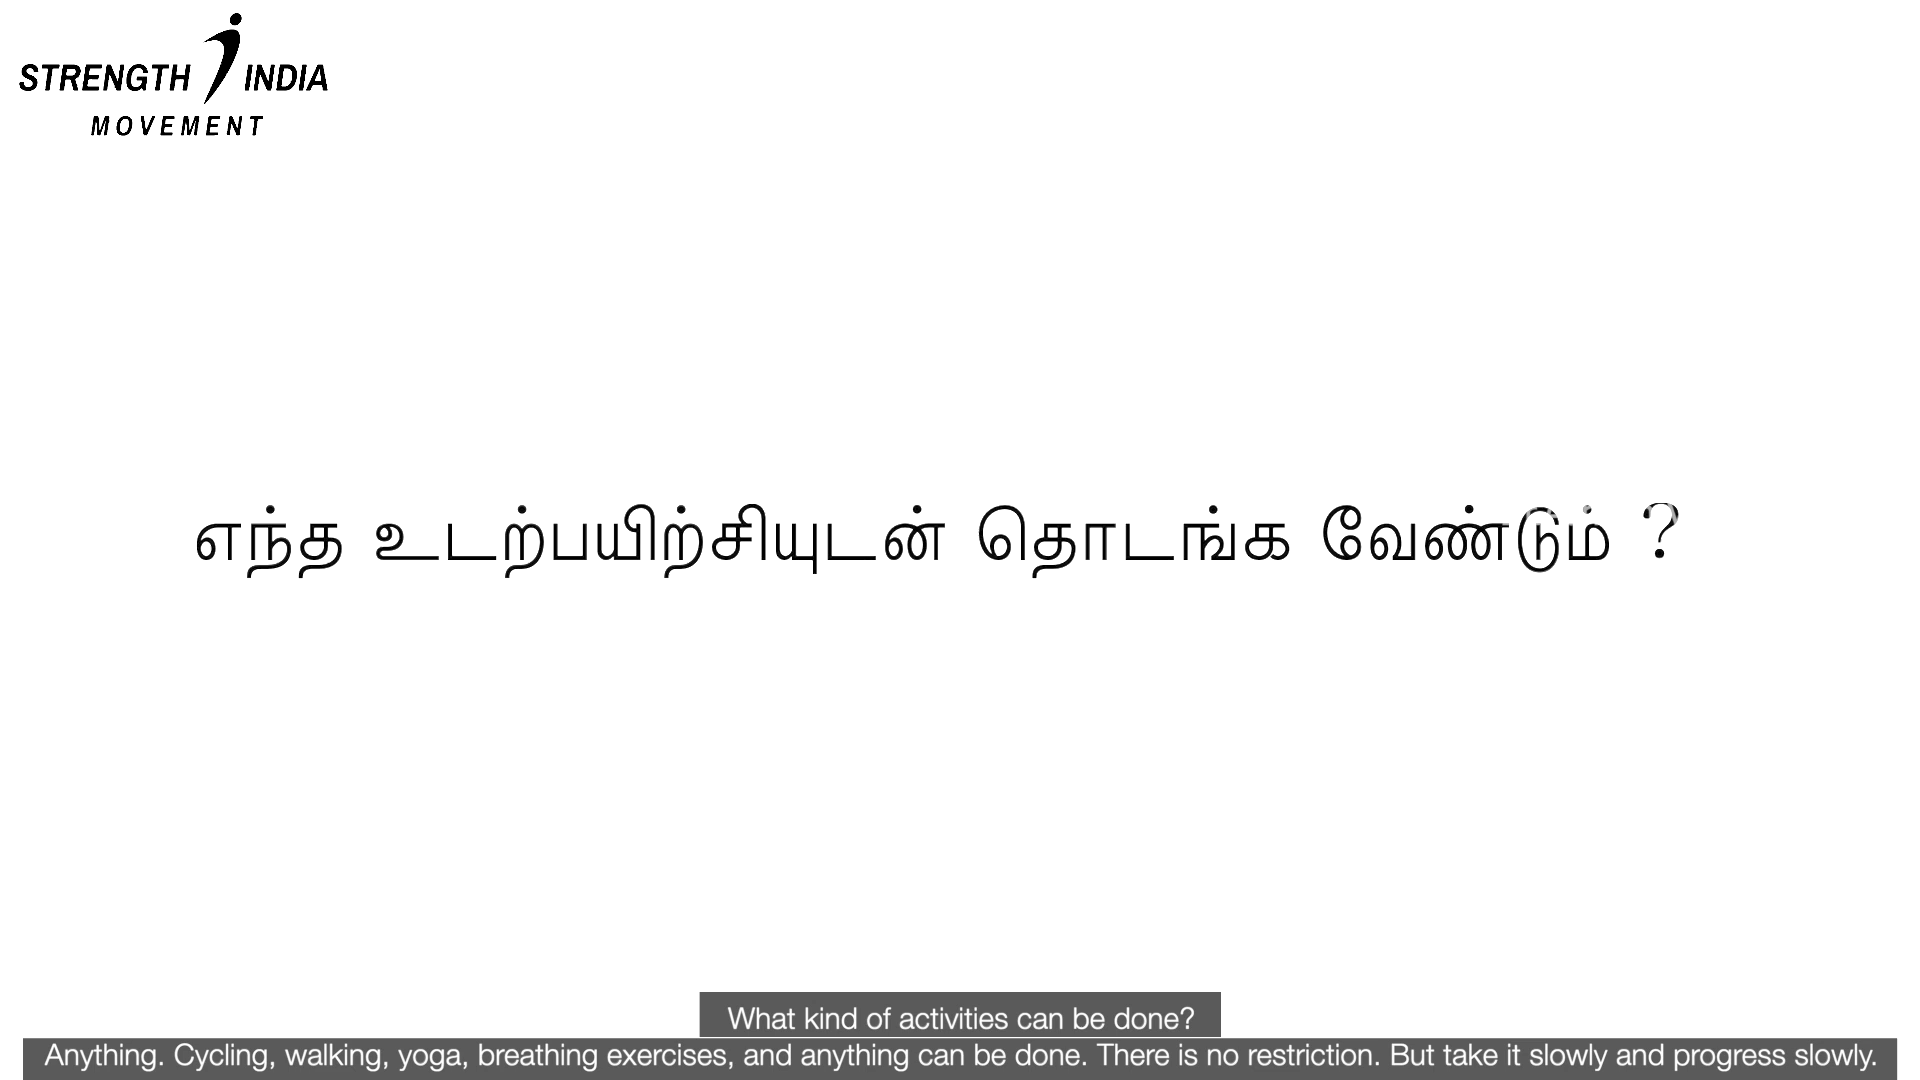 STRENGTH INDIA
MOVEMENT
எந்த உடற்பயிற்சியுடன் தொடங்க வேண்டும் ?
What kind of activities can be done?
Anything. Cycling, walking, yoga, breathing exercises, and anything can be done. There is no restriction. But take it slowly and progress slowly.